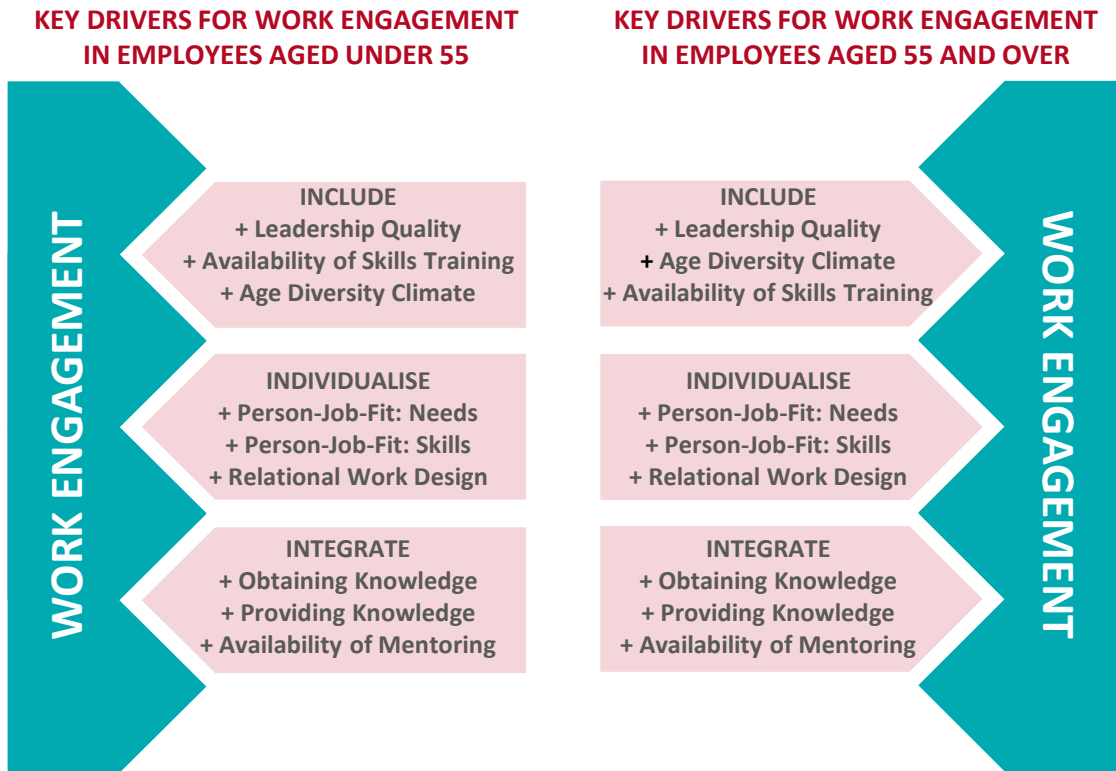 KEY DRIVERS FOR WORK ENGAGEMENT
IN EMPLOYEES AGED UNDER 55
WORK ENGAGEMENT
INCLUDE
+ Leadership Quality
+ Availability of Skills Training
+ Age Diversity Climate
INDIVIDUALISE
+ Person-Job-Fit: Needs
+ Person-Job-Fit: Skills
+ Relational Work Design
INTEGRATE
+ Obtaining Knowledge
+ Providing Knowledge
+ Availability of Mentoring
KEY DRIVERS FOR WORK ENGAGEMENT
IN EMPLOYEES AGED 55 AND OVER
INCLUDE
+ Leadership Quality
+ Age Diversity Climate
+ Availability of Skills Training
INDIVIDUALISE
+ Person-Job-Fit: Needs
+ Person-Job-Fit: Skills
+ Relational Work Design
INTEGRATE
+ Obtaining Knowledge
+ Providing Knowledge
+ Availability of Mentoring
WORK ENGAGEMENT